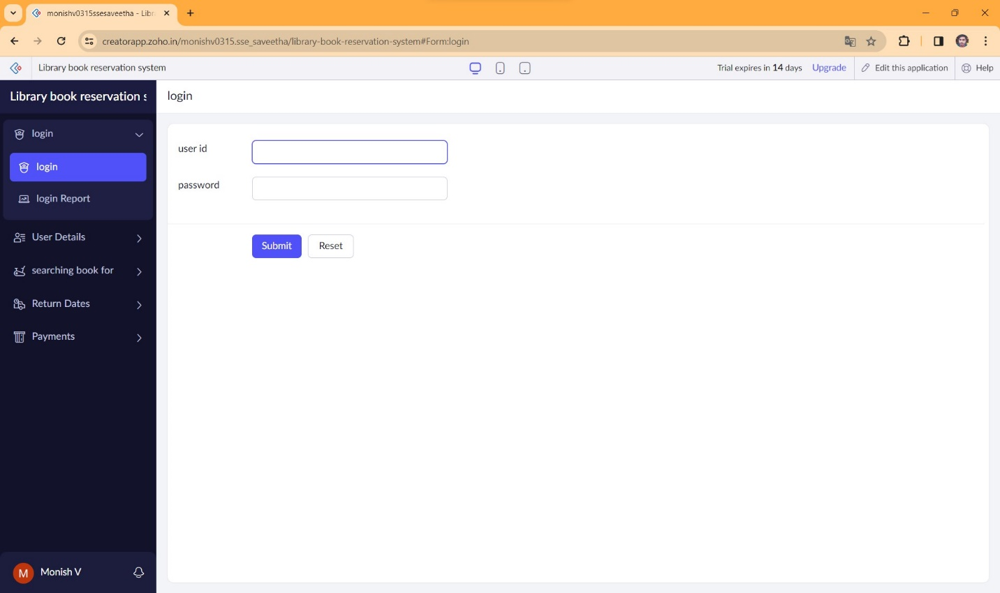 monishv0315ssesaveetha - Libr
creatorapp.zoho.in/monishv0315.sse_saveetha/library-book-reservation-system#Form:login
Library book reservation system
Trial expires in 14 days Upgrade Edit this application Help
Library book reservation s
login
login
login
login Report
User Details
searching book for
Return Dates
Payments
user id
password
Submit Reset
M Monish V